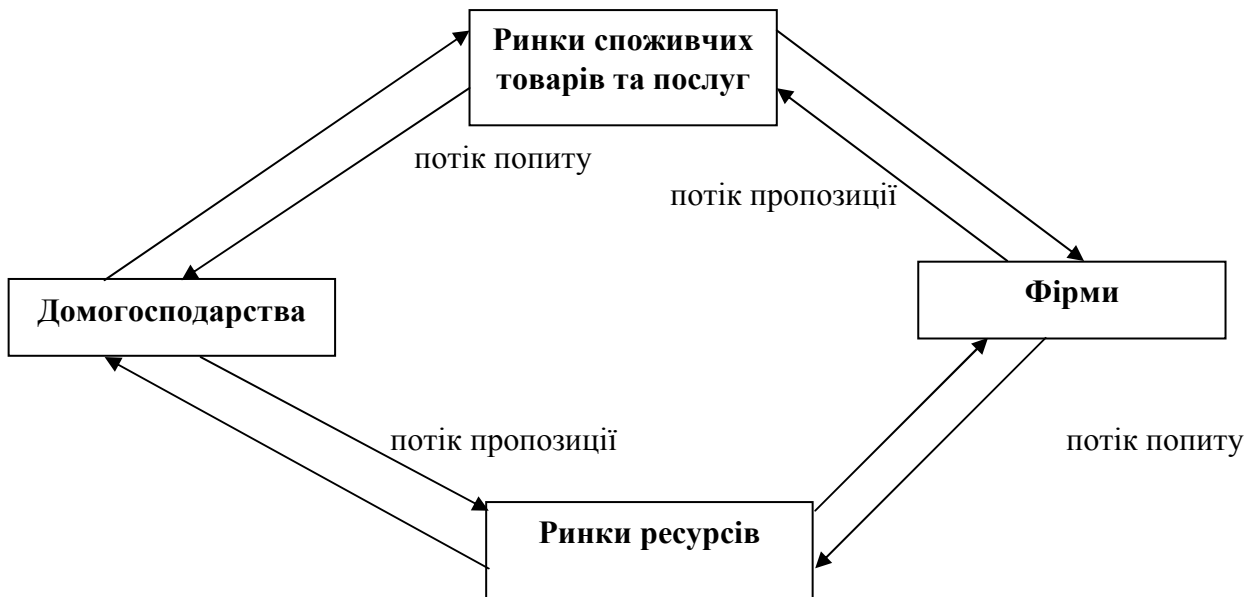 Ринки споживчих
товарів та послуг
потік попиту
потік пропозиції
Домогосподарства
Фірми
потік пропозиції
потік попиту
Ринки ресурсів